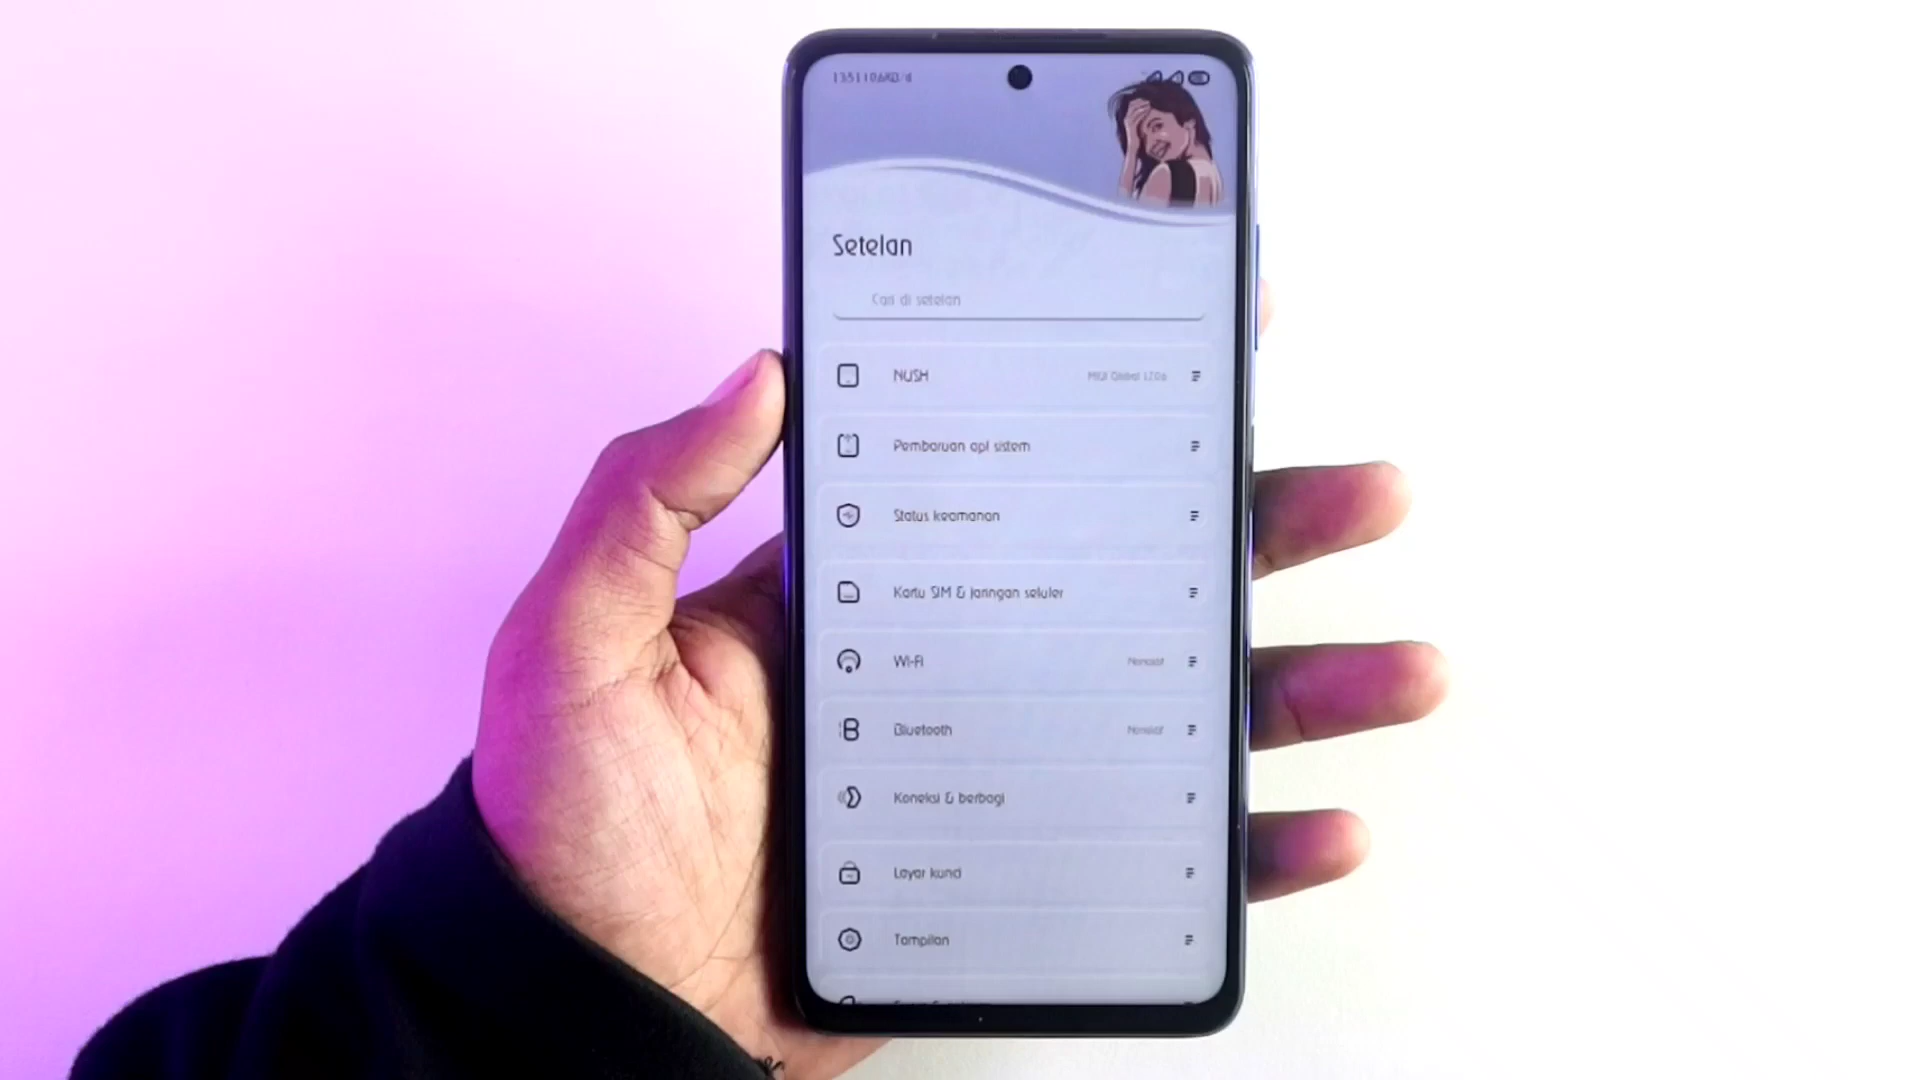 Setelan
Cari di setelan
NUSH
MIUI Global 12.0.6
Pembaruan apl sistem
Status keamanan
Kartu SIM & jaringan seluler
Wi-Fi
Nonaktif
Bluetooth
Nonaktif
Koneksi & berbagi
Layar kunci
Tampilan